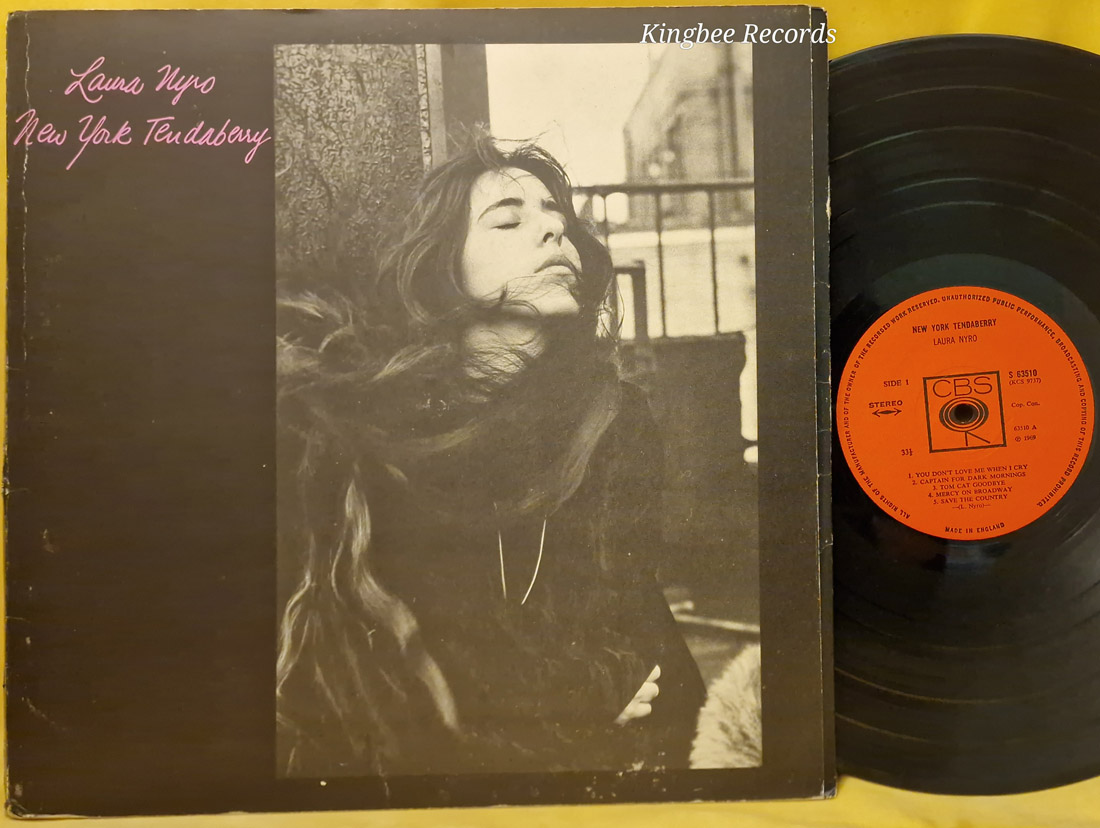 Kingbee Records
Laura Nyro
New York Tendaberry
ALL RIGHTS OF THE MANUFACTURER AND OF THE OWNER OF THE RECORDED WORK RESERVED. UNAUTHORIZED PUBLIC PERFORMANCE, BROADCASTING AND COPYING OF THIS RECORD PROHIBITED.
NEW YORK TENDABERRY
LAURA NYRO
SIDE 1
S 63510
(KCS 9737)
STEREO
CBS
Cop. Con.
63510 A
℗ 1969
33⅓
1. YOU DON'T LOVE ME WHEN I CRY
2. CAPTAIN FOR DARK MORNINGS
3. TOM CAT GOODBYE
4. MERCY ON BROADWAY
5. SAVE THE COUNTRY
—(L. Nyro)—
MADE IN ENGLAND